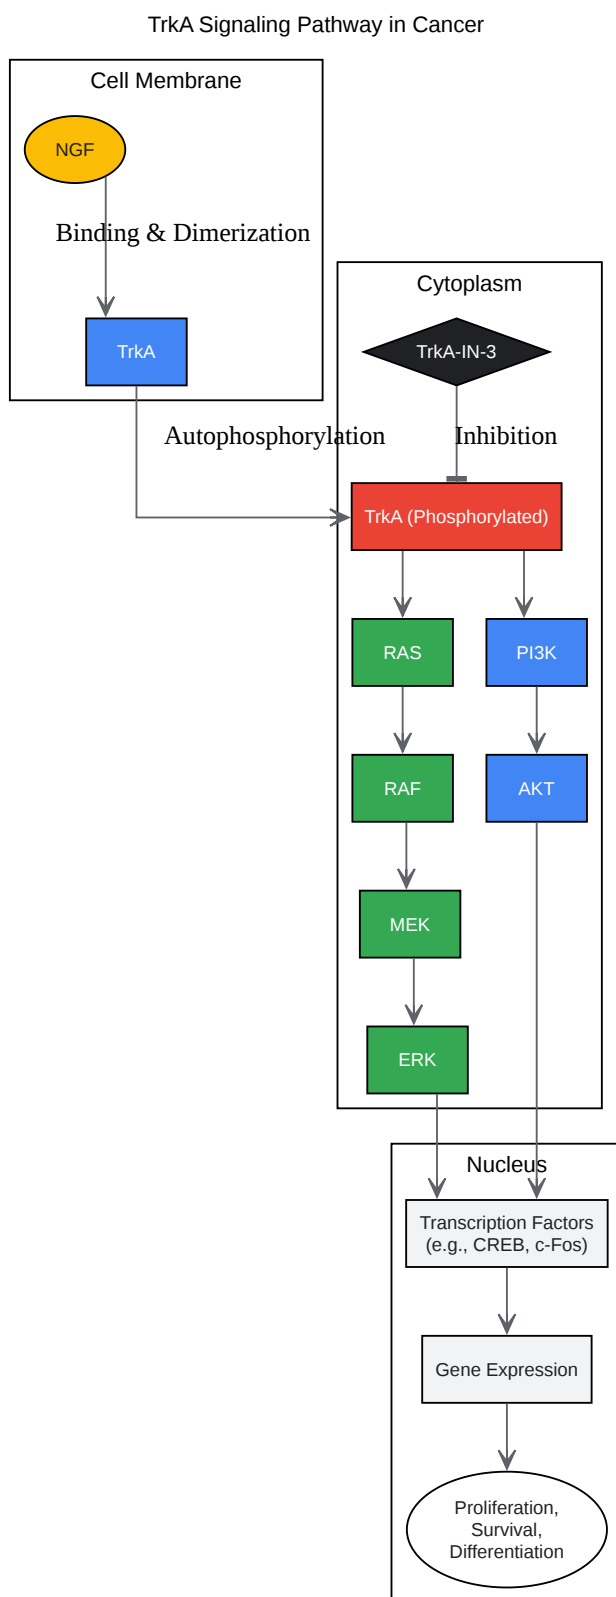 TrkA Signaling Pathway in Cancer
Cell Membrane
NGF
Binding & Dimerization
TrkA
Cytoplasm
TrkA-IN-3
Autophosphorylation
Inhibition
TrkA (Phosphorylated)
RAS
PI3K
RAF
AKT
MEK
ERK
Nucleus
Transcription Factors
(e.g., CREB, c-Fos)
Gene Expression
Proliferation,
Survival,
Differentiation